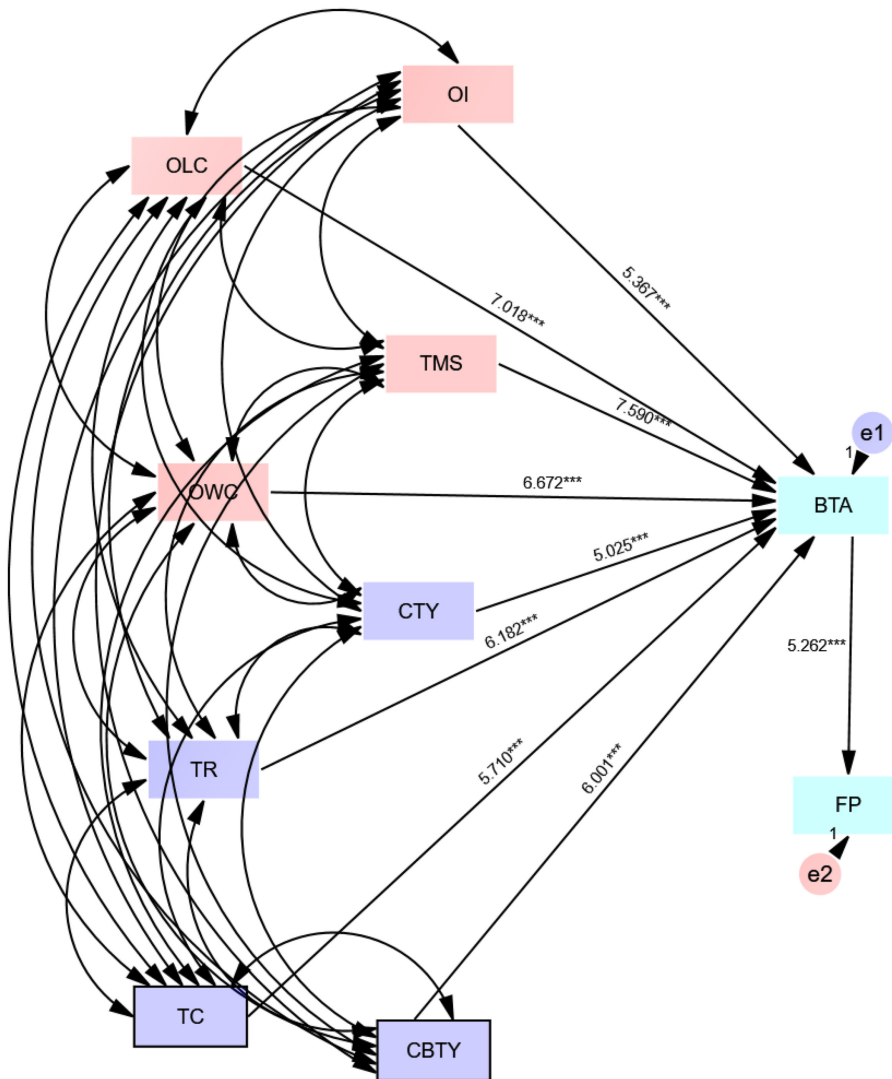 OI
OLC
5.367***
7.018***
TMS
7.590***
e1
1
OWC
6.672***
BTA
5.025***
CTY
6.182***
5.262***
TR
5.710***
6.001***
FP
1
e2
TC
CBTY